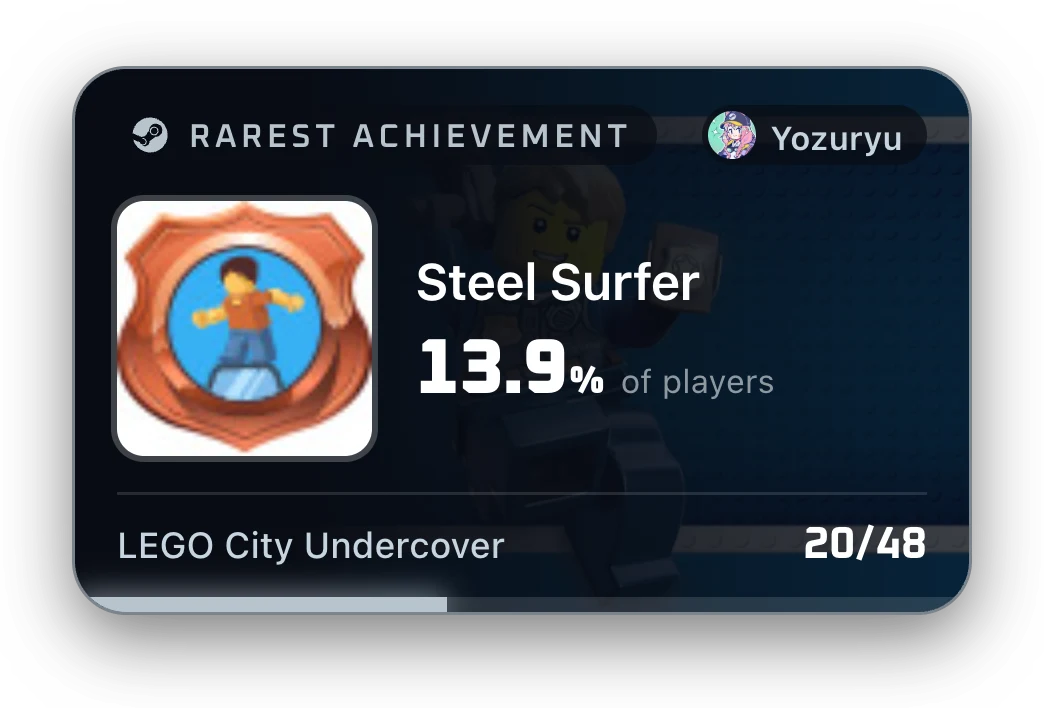 RAREST ACHIEVEMENT
Yozuryu
Steel Surfer
13.9% of players
LEGO City Undercover
20/48